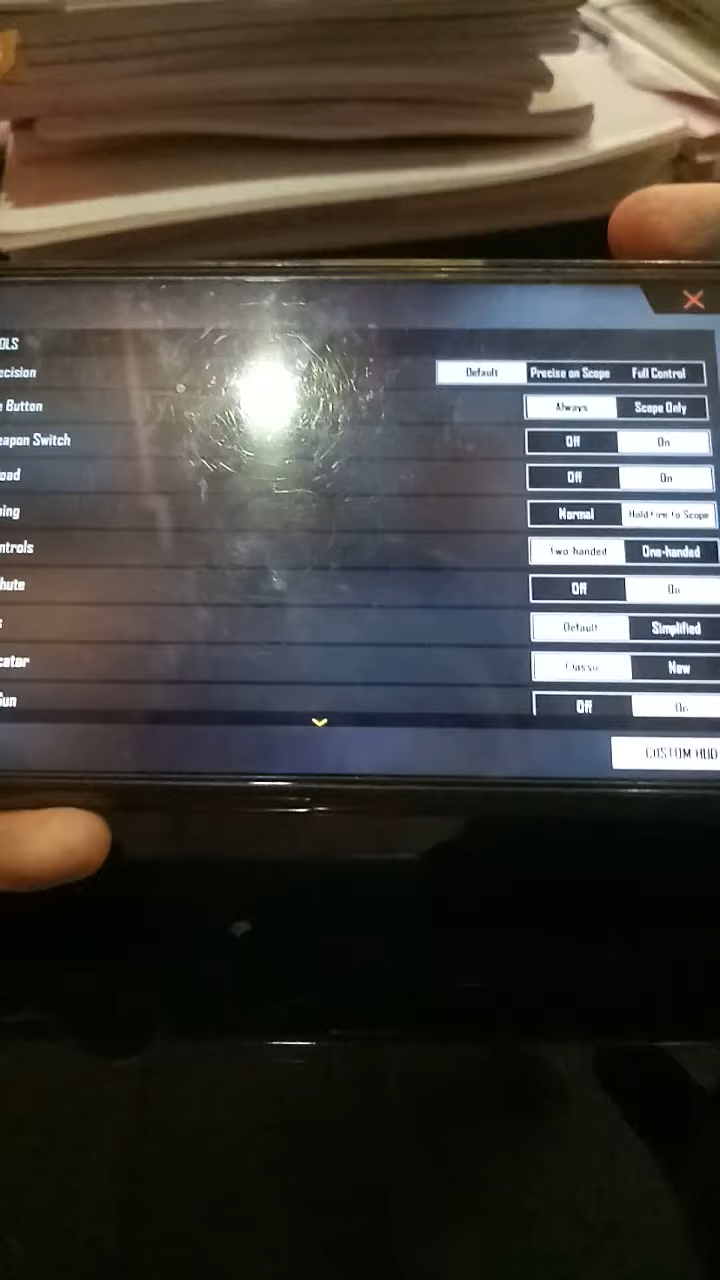 OLS
ecision Default Precise on Scope Full Control
e Button Always Scope Only
eapon Switch Off On
oad Off On
ing Normal Hold Fire to Scope
ntrols Two-handed One-handed
hute Off On
s Default Simplified
cator Classic New
Gun Off On
CUSTOM HUD